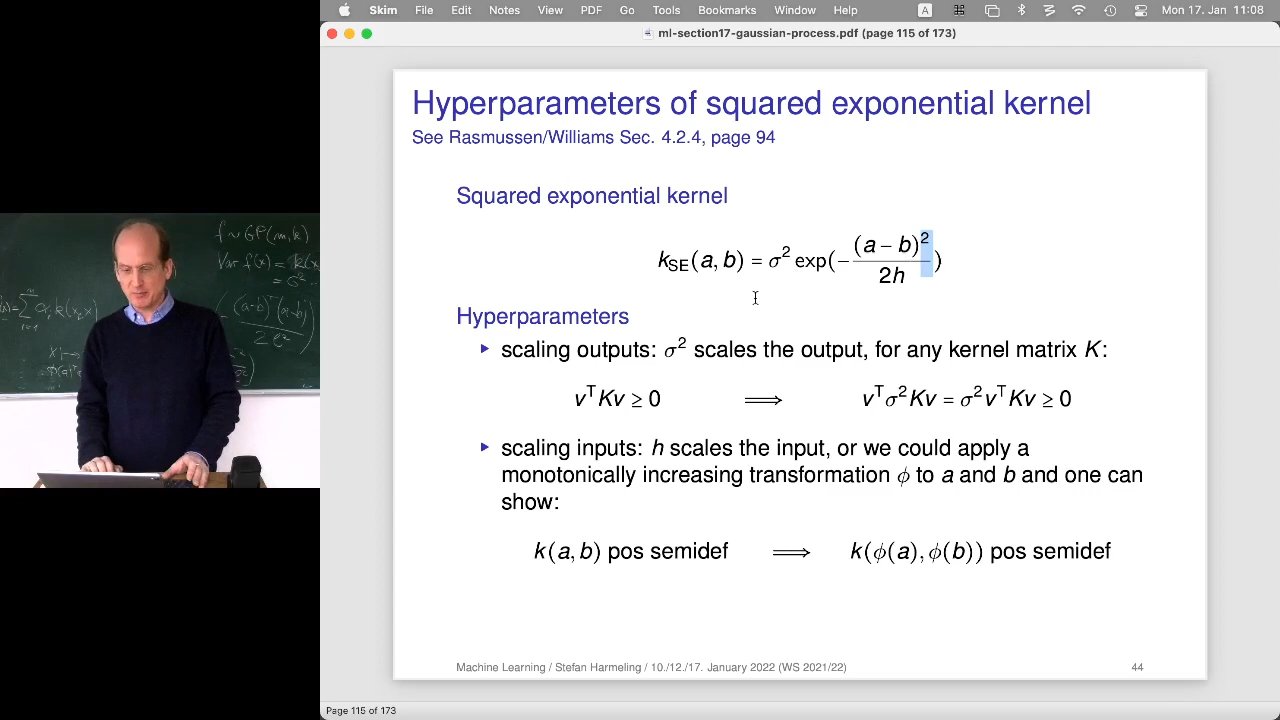 Skim File Edit Notes View PDF Go Tools Bookmarks Window Help A Mon 17. Jan 11:08
ml-section17-gaussian-process.pdf (page 115 of 173)
Hyperparameters of squared exponential kernel
See Rasmussen/Williams Sec. 4.2.4, page 94
Squared exponential kernel
k_SE(a, b) = σ² exp(−(a − b)²/2h)
Hyperparameters
▸ scaling outputs: σ² scales the output, for any kernel matrix K:
vᵀKv ≥ 0 ⟹ vᵀσ²Kv = σ²vᵀKv ≥ 0
▸ scaling inputs: h scales the input, or we could apply a
monotonically increasing transformation ϕ to a and b and one can
show:
k(a, b) pos semidef ⟹ k(ϕ(a), ϕ(b)) pos semidef
Machine Learning / Stefan Harmeling / 10./12./17. January 2022 (WS 2021/22) 44
Page 115 of 173
f ~ GP(m, k)
Var f(x) = k(x
= σ²
(a-b)ᵀ(a-b)
2ℓ²